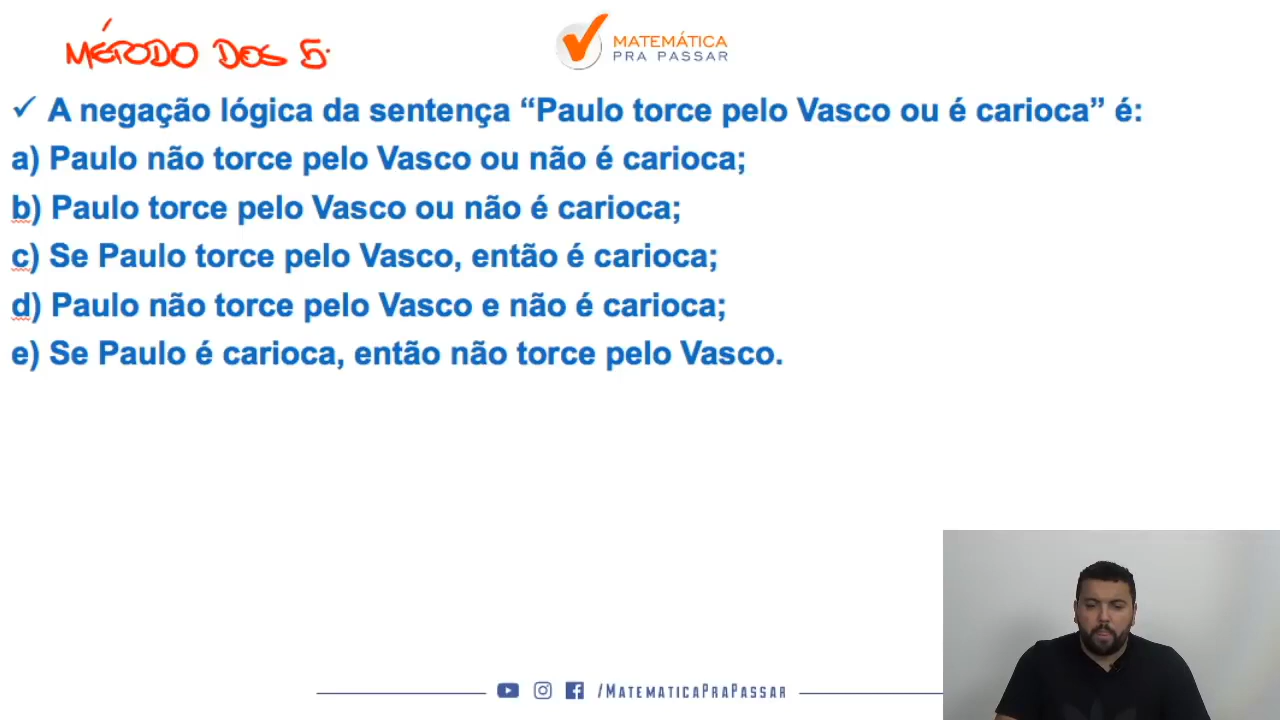 MÉTODO DOS 5
MATEMÁTICA
PRA PASSAR
✓ A negação lógica da sentença “Paulo torce pelo Vasco ou é carioca” é:
a) Paulo não torce pelo Vasco ou não é carioca;
b) Paulo torce pelo Vasco ou não é carioca;
c) Se Paulo torce pelo Vasco, então é carioca;
d) Paulo não torce pelo Vasco e não é carioca;
e) Se Paulo é carioca, então não torce pelo Vasco.
/MATEMATICAPRAPASSAR